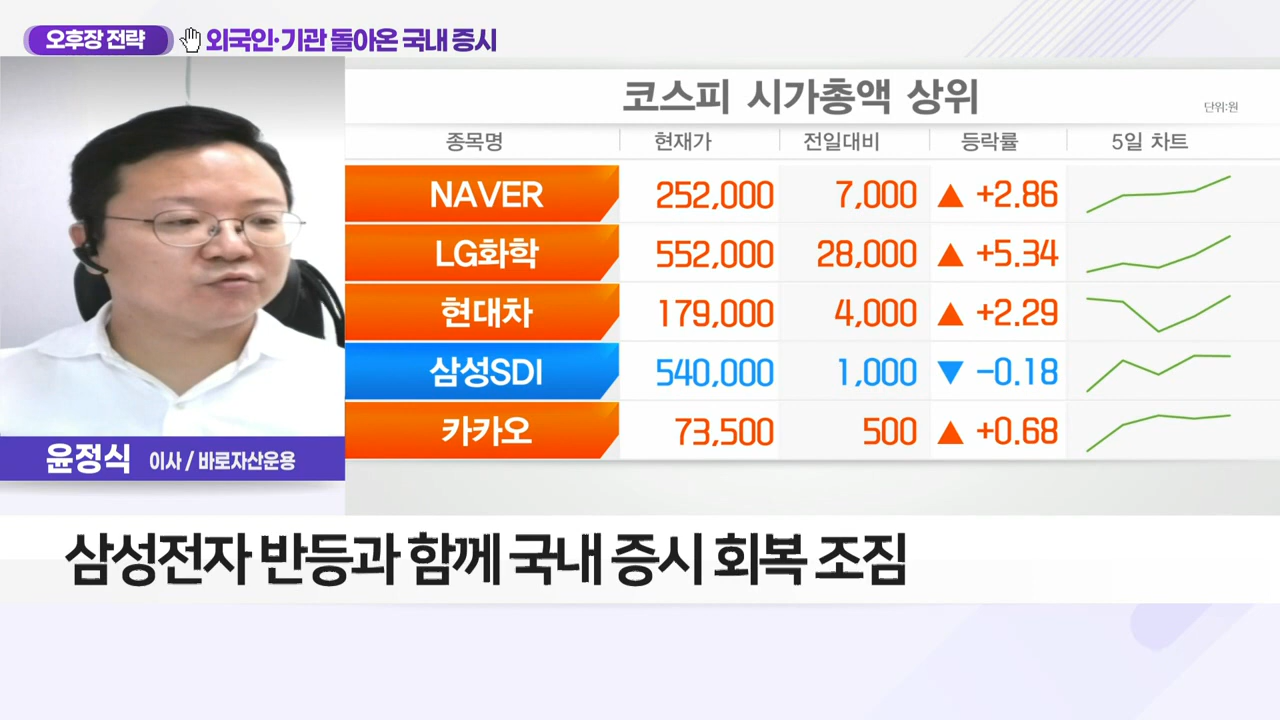 오후장 전략 외국인·기관 돌아온 국내 증시
코스피 시가총액 상위
단위:원
종목명 현재가 전일대비 등락률 5일 차트
NAVER 252,000 7,000 ▲ +2.86
LG화학 552,000 28,000 ▲ +5.34
현대차 179,000 4,000 ▲ +2.29
삼성SDI 540,000 1,000 ▼ -0.18
카카오 73,500 500 ▲ +0.68
윤정식 이사 / 바로자산운용
삼성전자 반등과 함께 국내 증시 회복 조짐